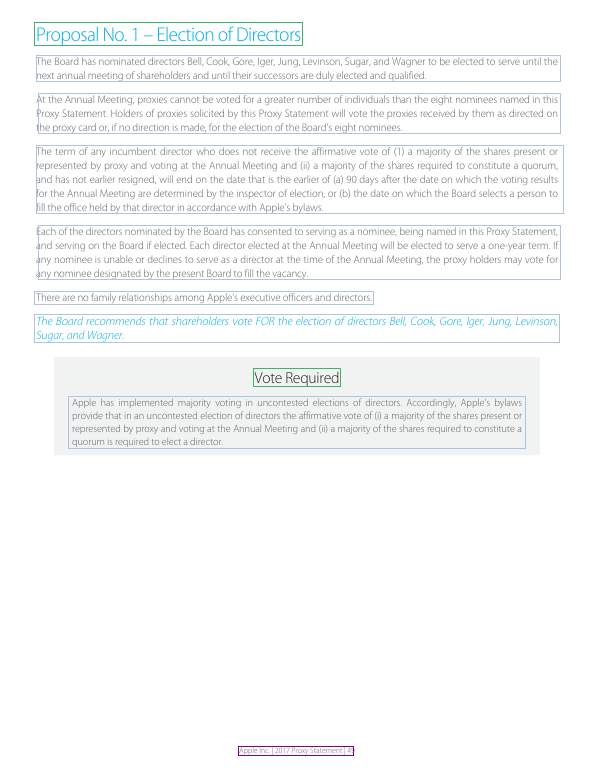 Proposal No. 1 – Election of Directors
The Board has nominated directors Bell, Cook, Gore, Iger, Jung, Levinson, Sugar, and Wagner to be elected to serve until the
next annual meeting of shareholders and until their successors are duly elected and qualified.
At the Annual Meeting, proxies cannot be voted for a greater number of individuals than the eight nominees named in this
Proxy Statement. Holders of proxies solicited by this Proxy Statement will vote the proxies received by them as directed on
the proxy card or, if no direction is made, for the election of the Board's eight nominees.
The term of any incumbent director who does not receive the affirmative vote of (1) a majority of the shares present or
represented by proxy and voting at the Annual Meeting and (ii) a majority of the shares required to constitute a quorum,
and has not earlier resigned, will end on the date that is the earlier of (a) 90 days after the date on which the voting results
for the Annual Meeting are determined by the inspector of election, or (b) the date on which the Board selects a person to
fill the office held by that director in accordance with Apple's bylaws.
Each of the directors nominated by the Board has consented to serving as a nominee, being named in this Proxy Statement,
and serving on the Board if elected. Each director elected at the Annual Meeting will be elected to serve a one-year term. If
any nominee is unable or declines to serve as a director at the time of the Annual Meeting, the proxy holders may vote for
any nominee designated by the present Board to fill the vacancy.
There are no family relationships among Apple's executive officers and directors.
The Board recommends that shareholders vote FOR the election of directors Bell, Cook, Gore, Iger, Jung, Levinson,
Sugar, and Wagner.
Vote Required
Apple has implemented majority voting in uncontested elections of directors. Accordingly, Apple's bylaws
provide that in an uncontested election of directors the affirmative vote of (i) a majority of the shares present or
represented by proxy and voting at the Annual Meeting and (ii) a majority of the shares required to constitute a
quorum is required to elect a director.
Apple Inc. | 2017 Proxy Statement | 49